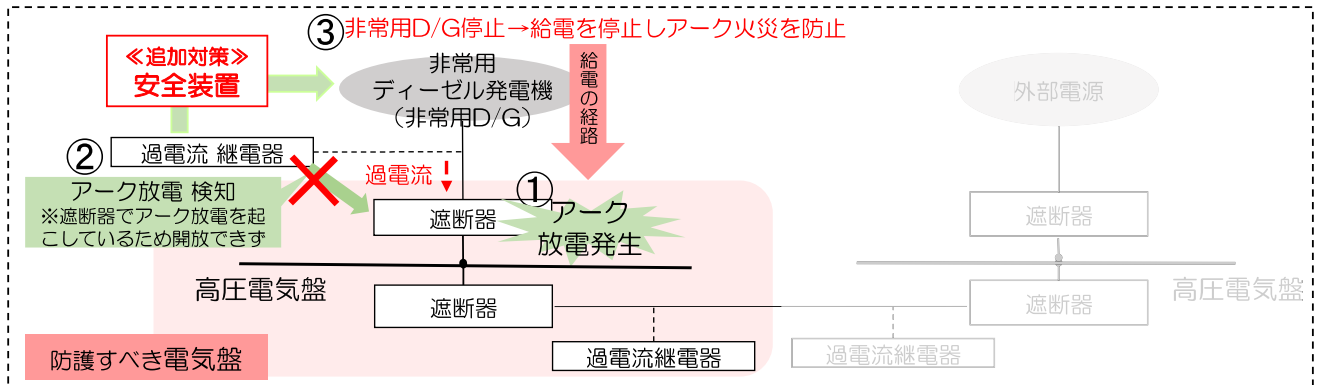 ③非常用D/G停止→給電を停止しアーク火災を防止
≪追加対策≫
安全装置
非常用
ディーゼル発電機
（非常用D/G）
給電の経路
外部電源
② 過電流 継電器
アーク放電 検知
※遮断器でアーク放電を起
こしているため開放できず
過電流
①
アーク
放電発生
遮断器
遮断器
高圧電気盤
遮断器
高圧電気盤
遮断器
防護すべき電気盤
過電流継電器
過電流継電器